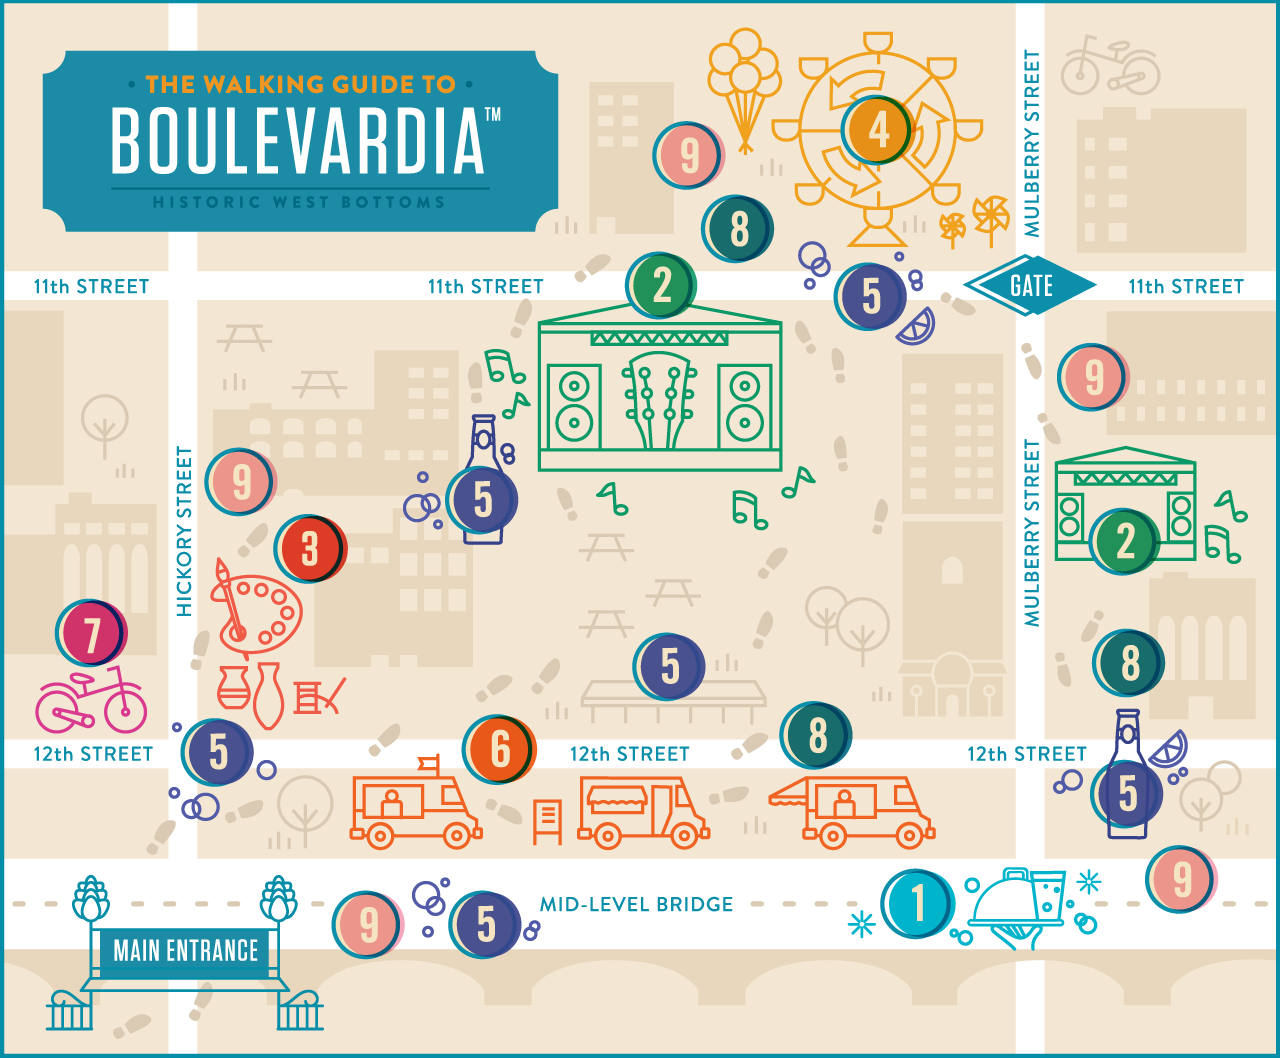 • THE WALKING GUIDE TO •
BOULEVARDIA™
HISTORIC WEST BOTTOMS
MULBERRY STREET
4
9
8
2
5
GATE
11th STREET
11th STREET
11th STREET
9
HICKORY STREET
9
5
3
MULBERRY STREET
2
7
5
8
5
6
8
12th STREET
12th STREET
12th STREET
5
9
MAIN ENTRANCE
9
5
MID-LEVEL BRIDGE
1